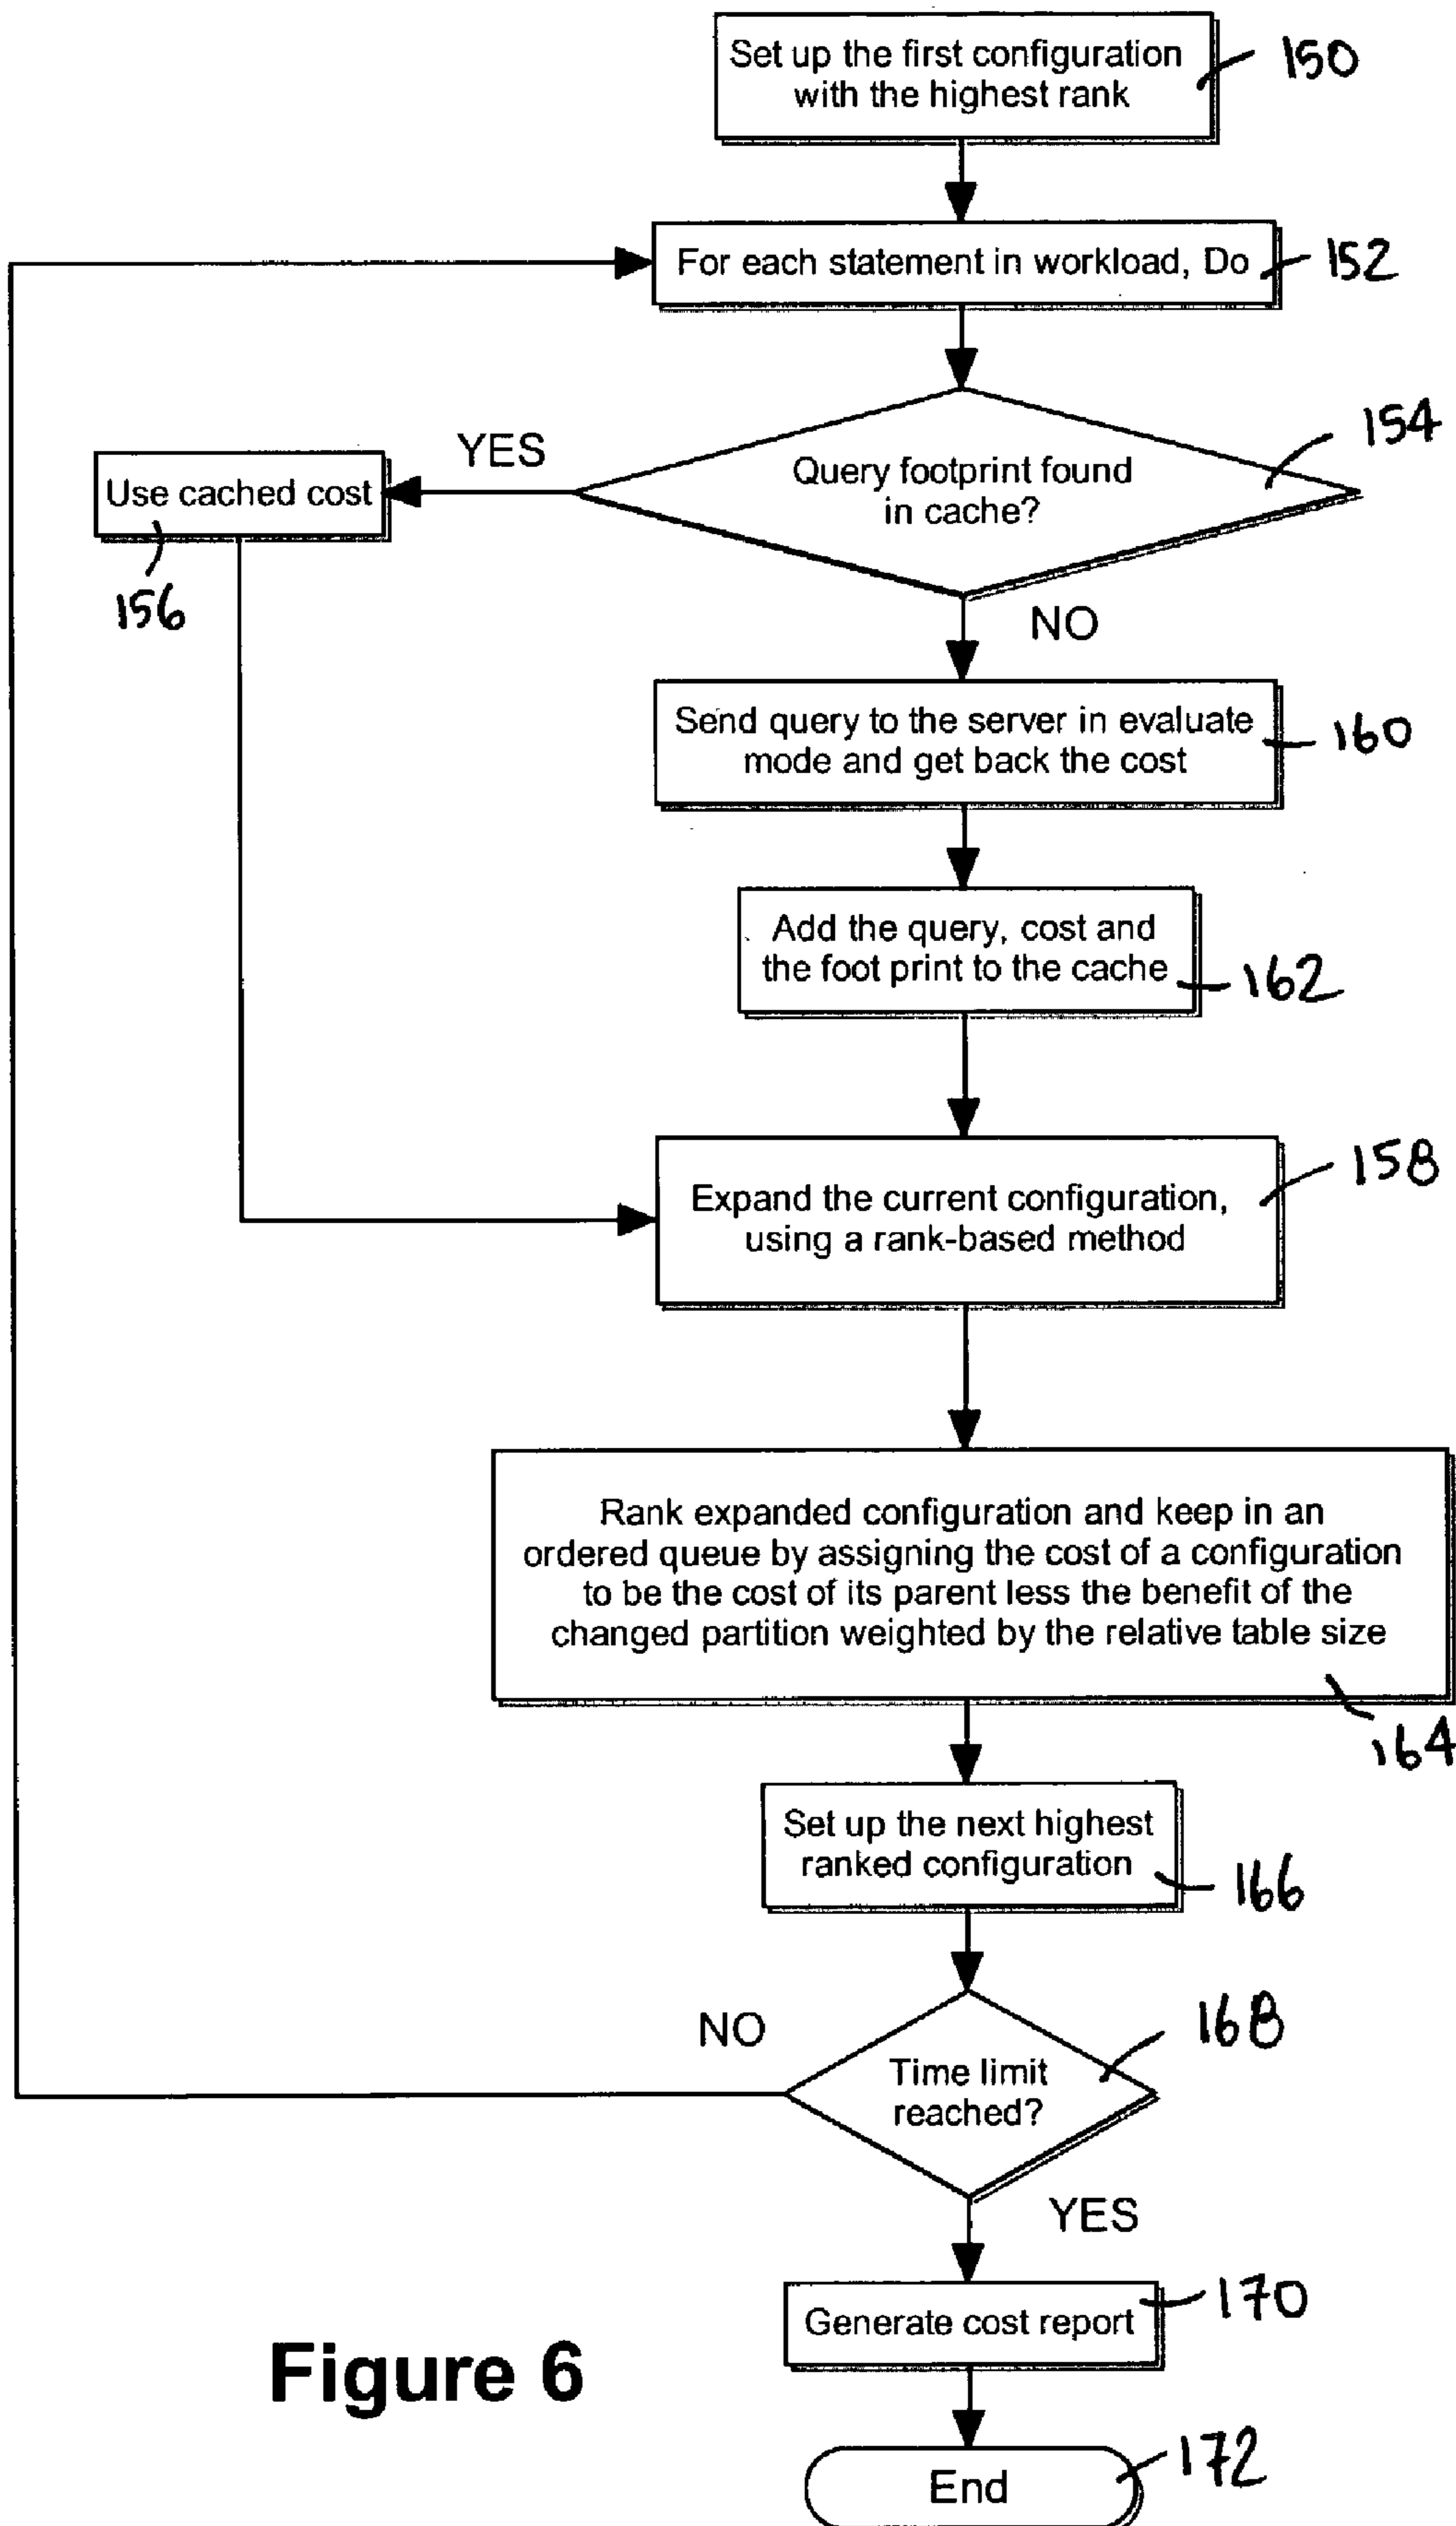 Set up the first configuration
with the highest rank
150
For each statement in workload, Do
152
154
YES
Query footprint found
in cache?
Use cached cost
156
NO
Send query to the server in evaluate
mode and get back the cost
160
Add the query, cost and
the foot print to the cache
162
158
Expand the current configuration,
using a rank-based method
Rank expanded configuration and keep in an
ordered queue by assigning the cost of a configuration
to be the cost of its parent less the benefit of the
changed partition weighted by the relative table size
164
Set up the next highest
ranked configuration
166
NO
168
Time limit
reached?
YES
Generate cost report
170
Figure 6
End
172